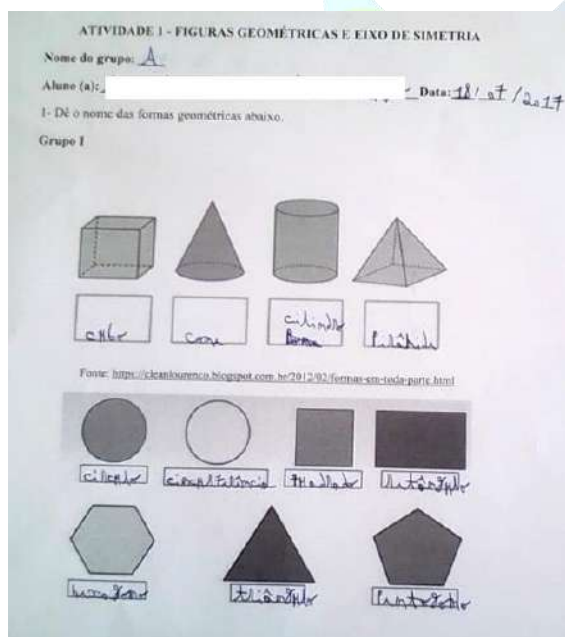 ATIVIDADE 1 - FIGURAS GEOMÉTRICAS E EIXO DE SIMETRIA
Nome do grupo: A
Aluno (a):
Data: 18/07/2017
1- Dê o nome das formas geométricas abaixo.
Grupo I
cubo
cone
cilindro
Pirâmide
Fonte: https://cleanlourenco.blogspot.com.br/2012/02/formas-em-toda-parte.html
círculo
circunferência
quadrado
retângulo
hexágono
triângulo
Pentágono